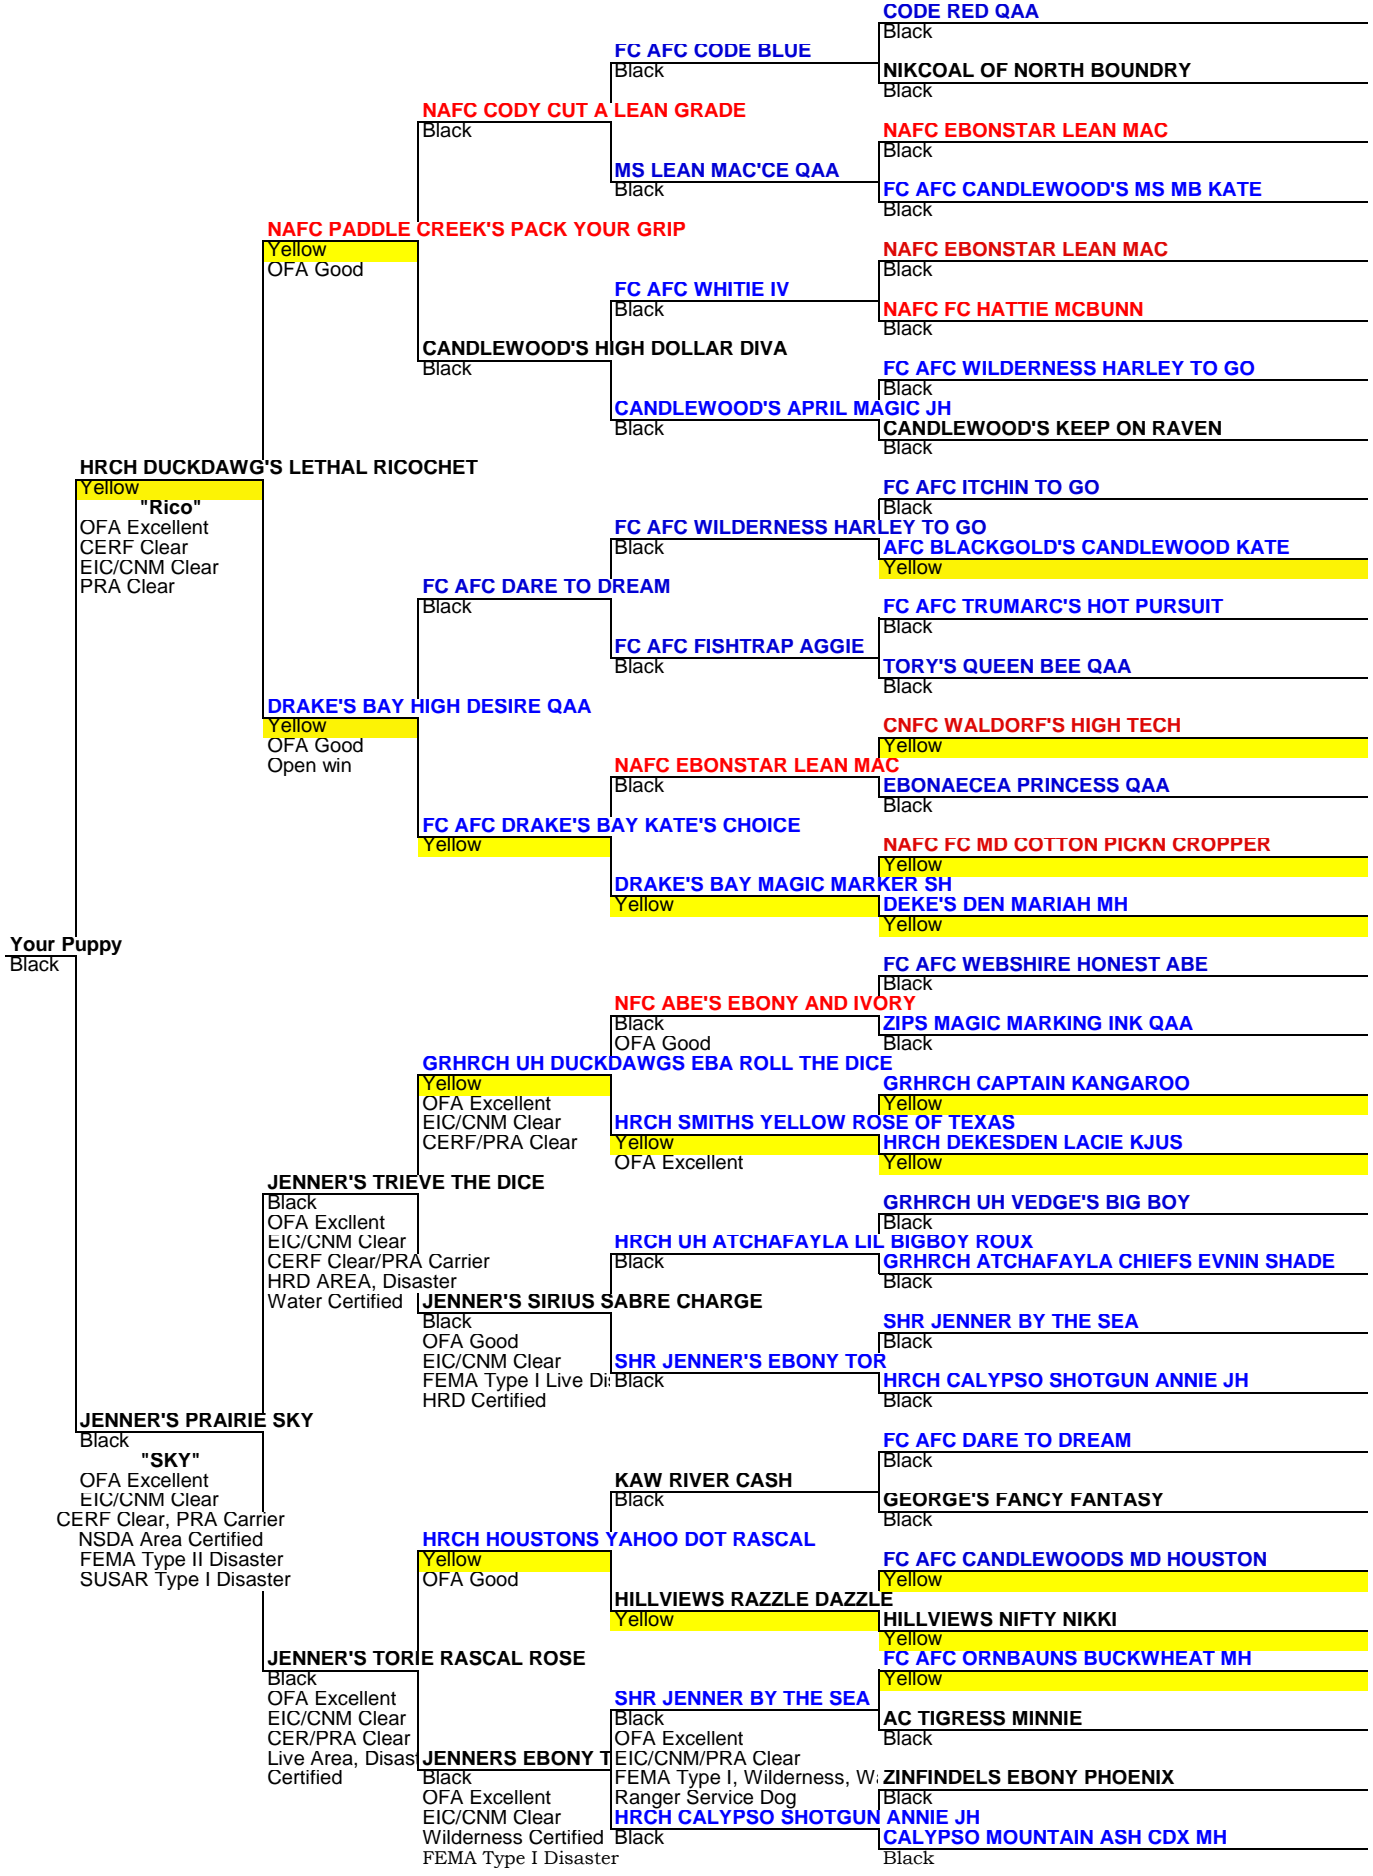 CODE RED QAA
Black
FC AFC CODE BLUE
Black
NIKCOAL OF NORTH BOUNDRY
Black
NAFC CODY CUT A LEAN GRADE
Black
NAFC EBONSTAR LEAN MAC
Black
MS LEAN MAC'CE QAA
Black
FC AFC CANDLEWOOD'S MS MB KATE
Black
NAFC PADDLE CREEK'S PACK YOUR GRIP
Yellow
OFA Good
NAFC EBONSTAR LEAN MAC
Black
FC AFC WHITIE IV
Black
NAFC FC HATTIE MCBUNN
Black
CANDLEWOOD'S HIGH DOLLAR DIVA
Black
FC AFC WILDERNESS HARLEY TO GO
Black
CANDLEWOOD'S APRIL MAGIC JH
Black
CANDLEWOOD'S KEEP ON RAVEN
Black
HRCH DUCKDAWG'S LETHAL RICOCHET
Yellow
"Rico"
OFA Excellent
CERF Clear
EIC/CNM Clear
PRA Clear
FC AFC ITCHIN TO GO
Black
FC AFC WILDERNESS HARLEY TO GO
Black
AFC BLACKGOLD'S CANDLEWOOD KATE
Yellow
FC AFC DARE TO DREAM
Black
FC AFC TRUMARC'S HOT PURSUIT
Black
FC AFC FISHTRAP AGGIE
Black
TORY'S QUEEN BEE QAA
Black
DRAKE'S BAY HIGH DESIRE QAA
Yellow
OFA Good
Open win
CNFC WALDORF'S HIGH TECH
Yellow
NAFC EBONSTAR LEAN MAC
Black
EBONAECEA PRINCESS QAA
Black
FC AFC DRAKE'S BAY KATE'S CHOICE
Yellow
NAFC FC MD COTTON PICKN CROPPER
Yellow
DRAKE'S BAY MAGIC MARKER SH
Yellow
DEKE'S DEN MARIAH MH
Yellow
Your Puppy
Black
FC AFC WEBSHIRE HONEST ABE
Black
NFC ABE'S EBONY AND IVORY
Black
OFA Good
ZIPS MAGIC MARKING INK QAA
Black
GRHRCH UH DUCKDAWGS EBA ROLL THE DICE
Yellow
OFA Excellent
EIC/CNM Clear
CERF/PRA Clear
GRHRCH CAPTAIN KANGAROO
Yellow
HRCH SMITHS YELLOW ROSE OF TEXAS
Yellow
OFA Excellent
HRCH DEKESDEN LACIE KJUS
Yellow
JENNER'S TRIEVE THE DICE
Black
OFA Excllent
EIC/CNM Clear
CERF Clear/PRA Carrier
HRD AREA, Disaster
Water Certified
GRHRCH UH VEDGE'S BIG BOY
Black
HRCH UH ATCHAFAYLA LIL BIGBOY ROUX
Black
GRHRCH ATCHAFAYLA CHIEFS EVNIN SHADE
Black
JENNER'S SIRIUS SABRE CHARGE
Black
OFA Good
EIC/CNM Clear
FEMA Type I Live Di
HRD Certified
SHR JENNER BY THE SEA
Black
SHR JENNER'S EBONY TOR
Black
HRCH CALYPSO SHOTGUN ANNIE JH
Black
JENNER'S PRAIRIE SKY
Black
"SKY"
OFA Excellent
EIC/CNM Clear
CERF Clear, PRA Carrier
NSDA Area Certified
FEMA Type II Disaster
SUSAR Type I Disaster
FC AFC DARE TO DREAM
Black
KAW RIVER CASH
Black
GEORGE'S FANCY FANTASY
Black
HRCH HOUSTONS YAHOO DOT RASCAL
Yellow
OFA Good
FC AFC CANDLEWOODS MD HOUSTON
Yellow
HILLVIEWS RAZZLE DAZZLE
Yellow
HILLVIEWS NIFTY NIKKI
Yellow
JENNER'S TORIE RASCAL ROSE
Black
OFA Excellent
EIC/CNM Clear
CER/PRA Clear
Live Area, Disast
Certified
FC AFC ORNBAUNS BUCKWHEAT MH
Yellow
SHR JENNER BY THE SEA
Black
OFA Excellent
EIC/CNM/PRA Clear
FEMA Type I, Wilderness, Wa
Ranger Service Dog
AC TIGRESS MINNIE
Black
JENNERS EBONY T
Black
OFA Excellent
EIC/CNM Clear
Wilderness Certified
FEMA Type I Disaster
ZINFINDELS EBONY PHOENIX
Black
HRCH CALYPSO SHOTGUN ANNIE JH
Black
CALYPSO MOUNTAIN ASH CDX MH
Black